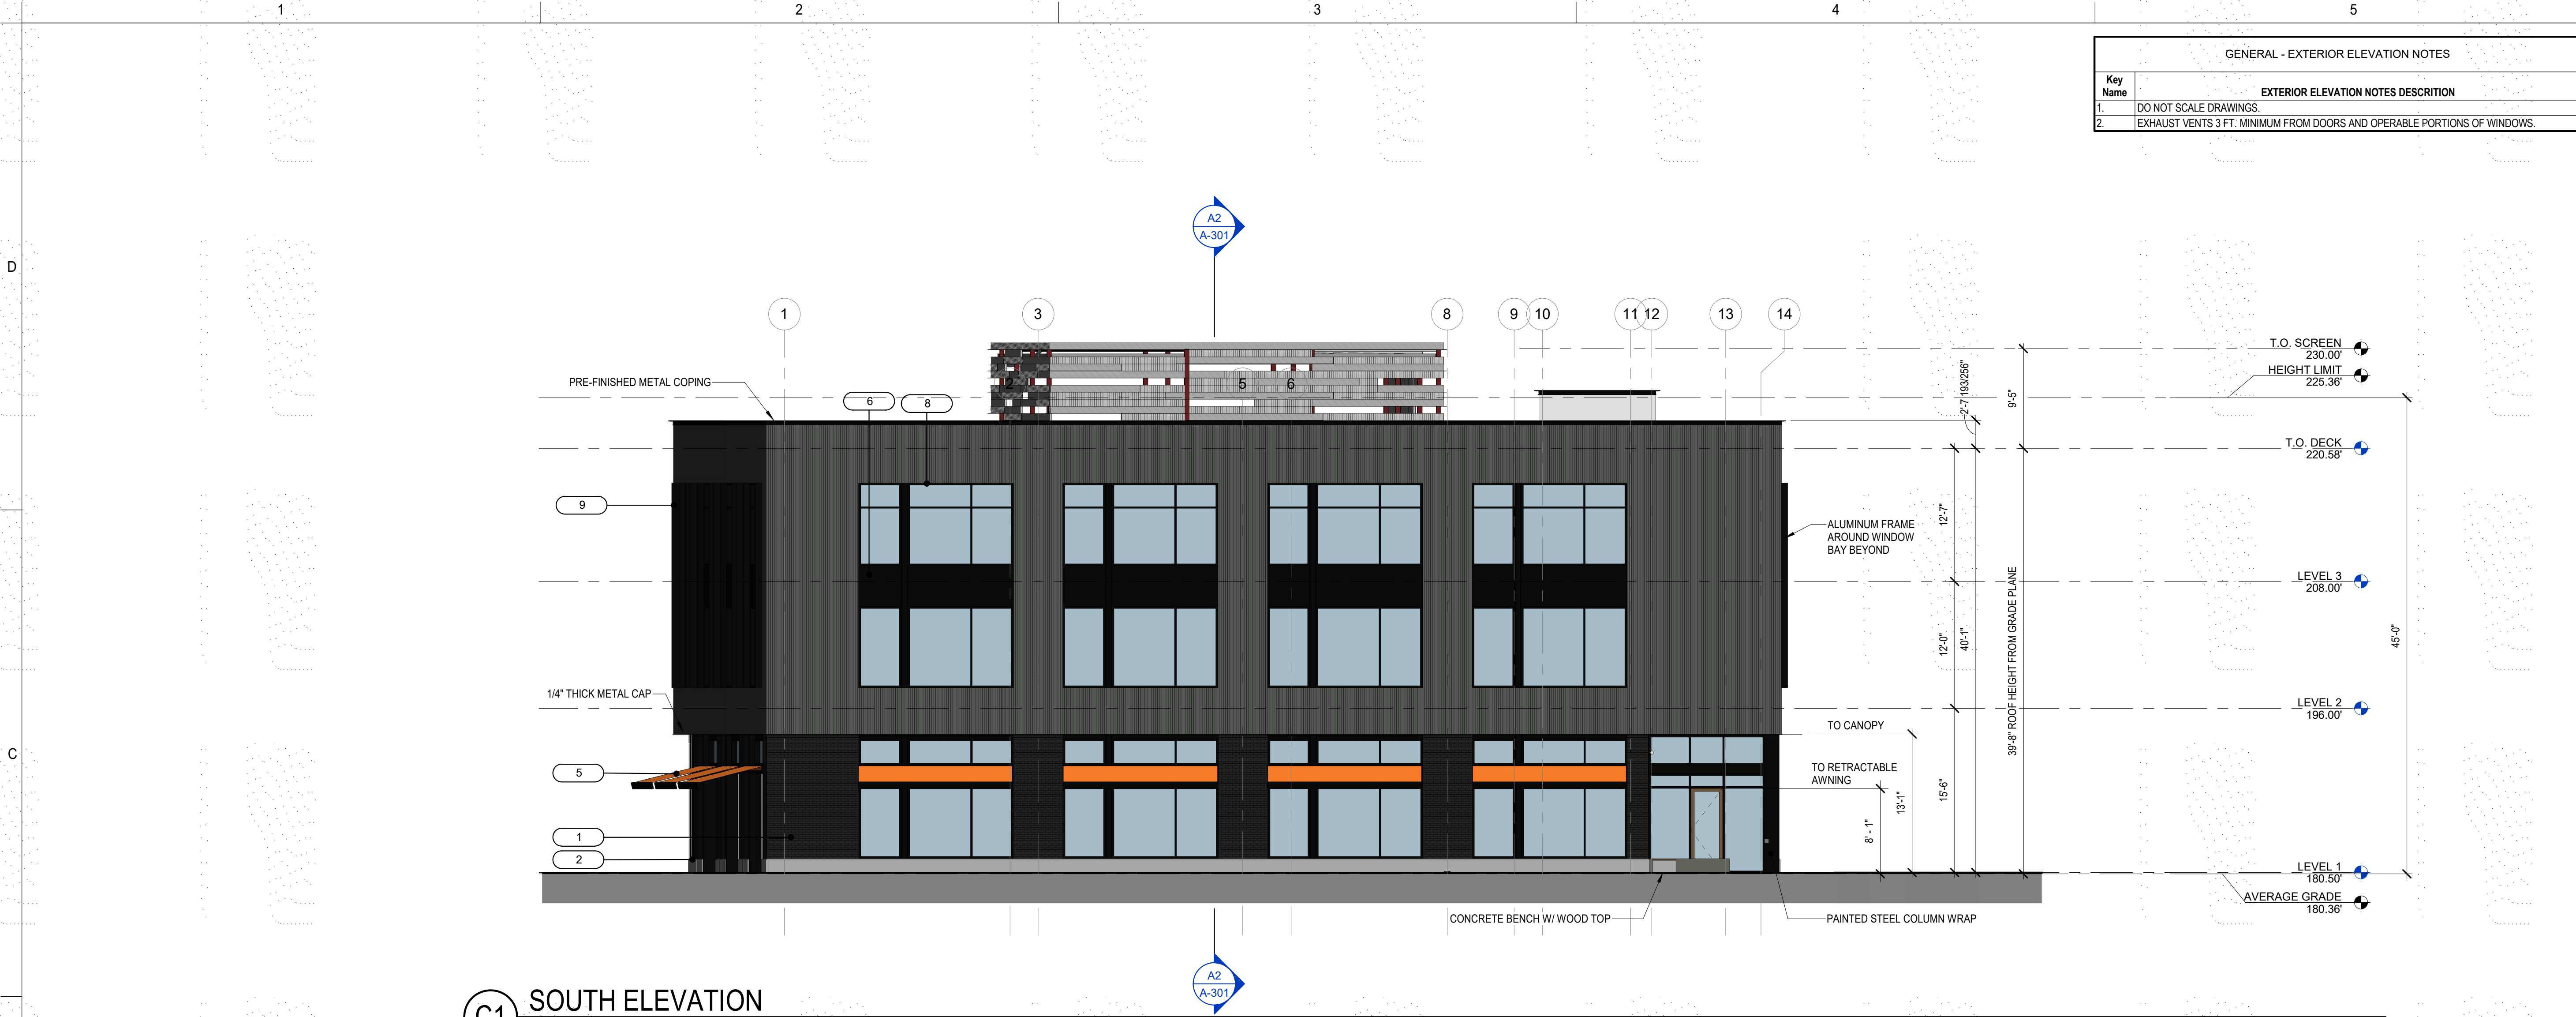 1 2 3 4 5
GENERAL - EXTERIOR ELEVATION NOTES
Key Name
EXTERIOR ELEVATION NOTES DESCRITION
1. DO NOT SCALE DRAWINGS.
2. EXHAUST VENTS 3 FT. MINIMUM FROM DOORS AND OPERABLE PORTIONS OF WINDOWS.
A2
A-301
D
1 3 8 9 10 11 12 13 14
T.O. SCREEN
230.00'
HEIGHT LIMIT
225.36'
PRE-FINISHED METAL COPING
2 5 6
2'-7 193/256"
9'-5"
6 8
T.O. DECK
220.58'
9
12'-7"
ALUMINUM FRAME
AROUND WINDOW
BAY BEYOND
LEVEL 3
208.00'
39'-8" ROOF HEIGHT FROM GRADE PLANE
12'-0"
40'-1"
45'-0"
1/4" THICK METAL CAP
LEVEL 2
196.00'
TO CANOPY
C
5
TO RETRACTABLE
AWNING
15'-6"
13'-1"
8' - 1"
1
2
LEVEL 1
180.50'
AVERAGE GRADE
180.36'
CONCRETE BENCH W/ WOOD TOP
PAINTED STEEL COLUMN WRAP
A2
A-301
C1
SOUTH ELEVATION